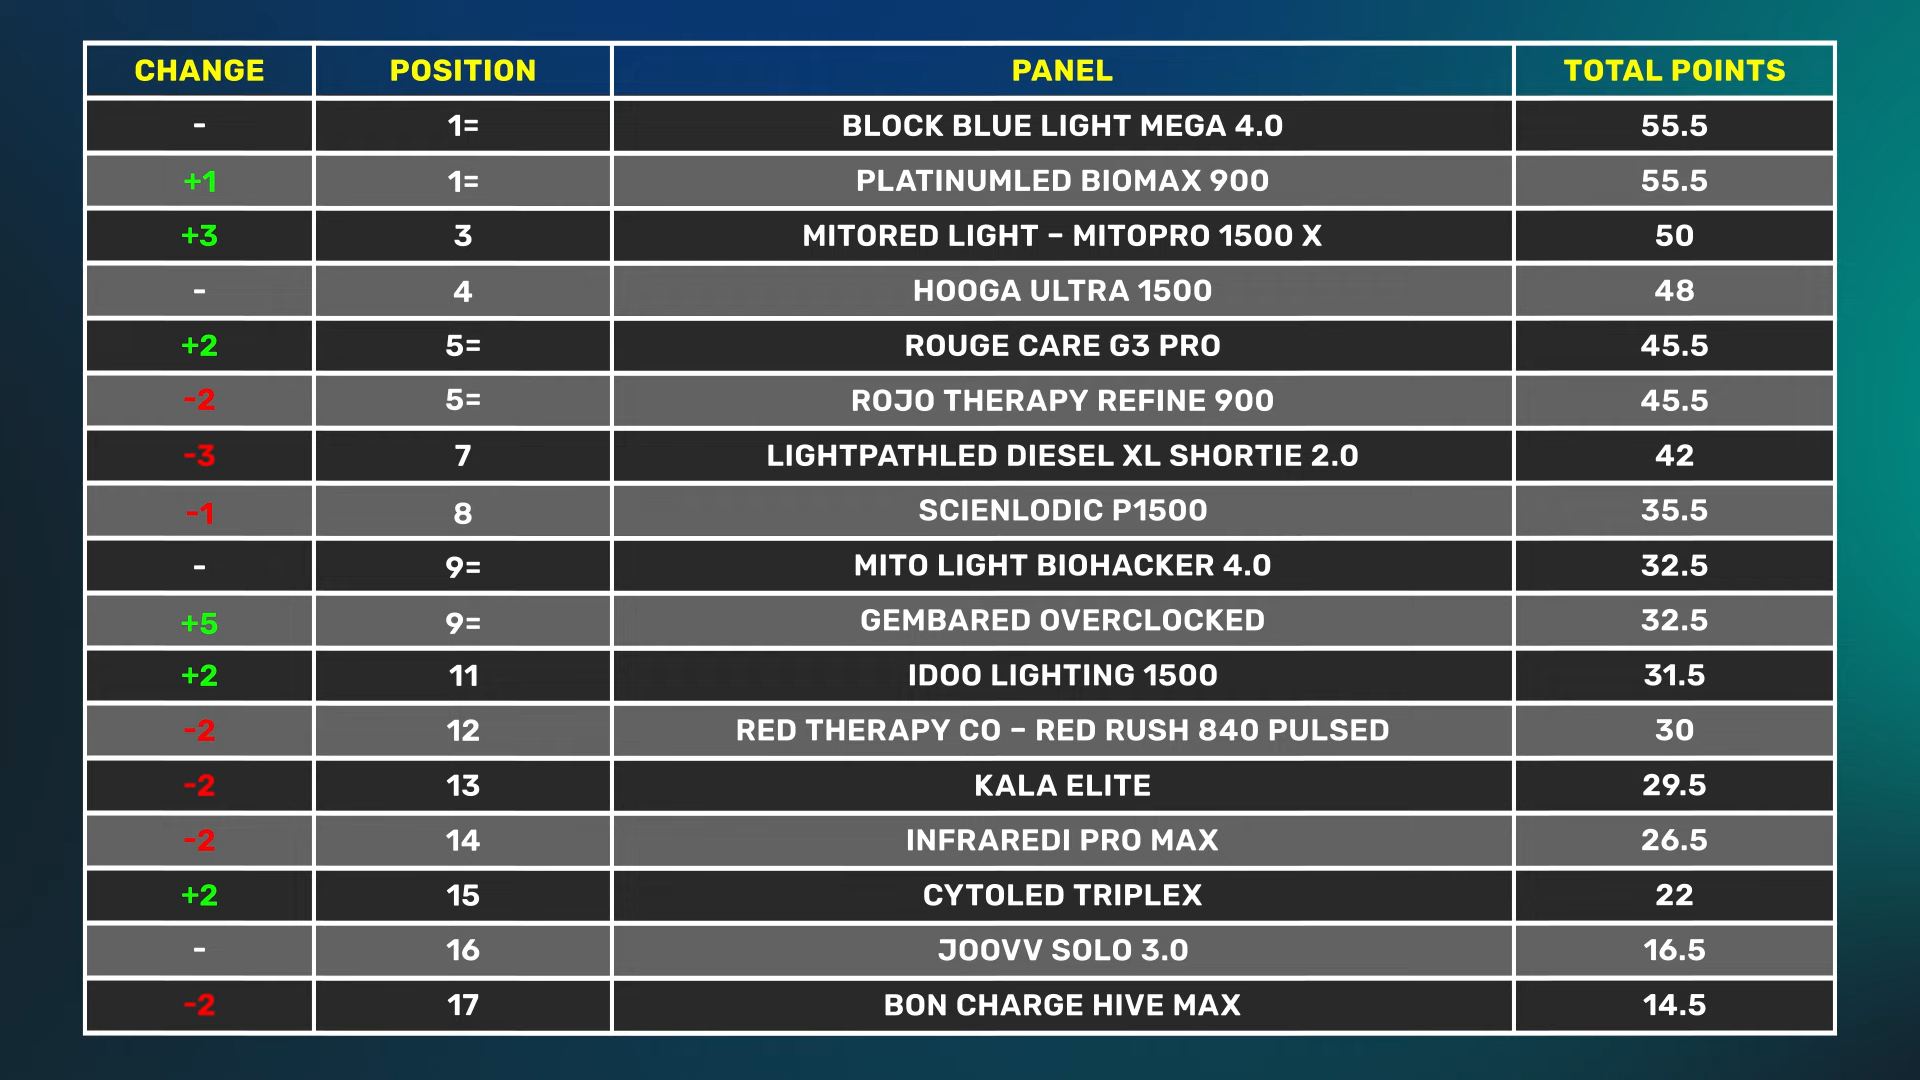 CHANGE POSITION PANEL TOTAL POINTS
- 1= BLOCK BLUE LIGHT MEGA 4.0 55.5
+1 1= PLATINUMLED BIOMAX 900 55.5
+3 3 MITORED LIGHT – MITOPRO 1500 X 50
- 4 HOOGA ULTRA 1500 48
+2 5= ROUGE CARE G3 PRO 45.5
-2 5= ROJO THERAPY REFINE 900 45.5
-3 7 LIGHTPATHLED DIESEL XL SHORTIE 2.0 42
-1 8 SCIENLODIC P1500 35.5
- 9= MITO LIGHT BIOHACKER 4.0 32.5
+5 9= GEMBARED OVERCLOCKED 32.5
+2 11 IDOO LIGHTING 1500 31.5
-2 12 RED THERAPY CO – RED RUSH 840 PULSED 30
-2 13 KALA ELITE 29.5
-2 14 INFRAREDI PRO MAX 26.5
+2 15 CYTOLED TRIPLEX 22
- 16 JOOVV SOLO 3.0 16.5
-2 17 BON CHARGE HIVE MAX 14.5